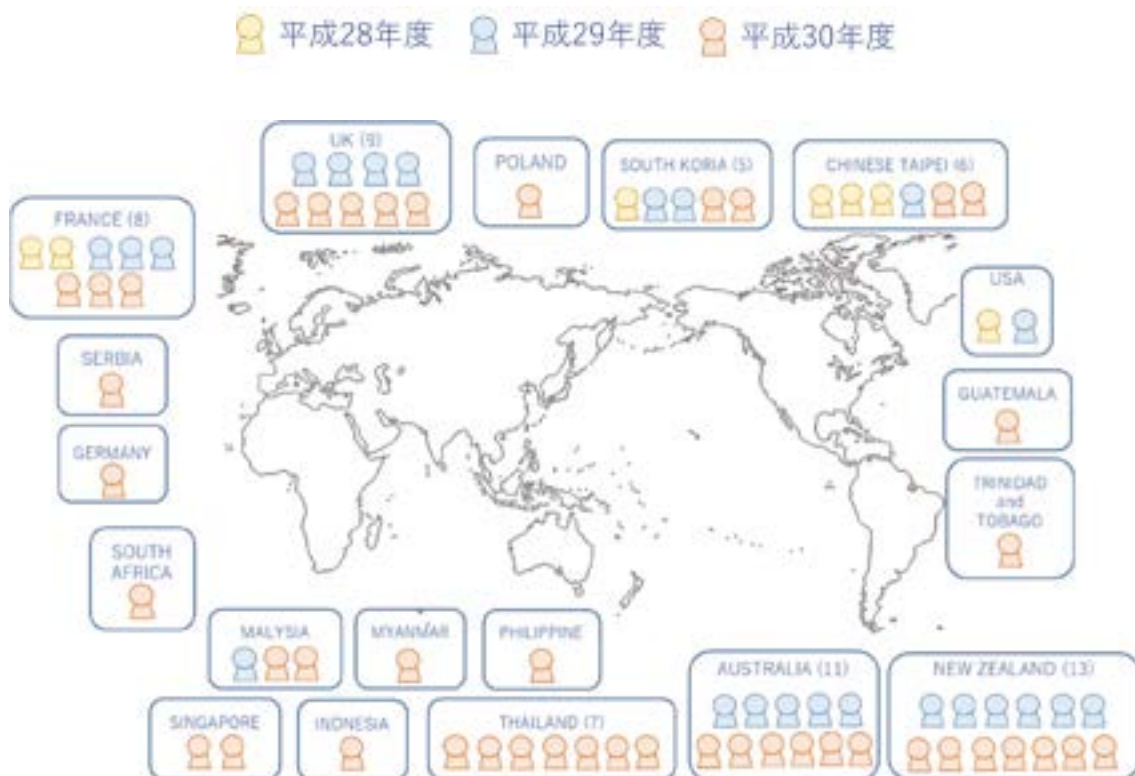 平成28年度 平成29年度 平成30年度
UK (9)
POLAND
SOUTH KORIA (5)
CHINESE TAIPEI (6)
FRANCE (8)
USA
SERBIA
GUATEMALA
GERMANY
TRINIDAD
and
TOBAGO
SOUTH
AFRICA
MALYSIA
MYANMAR
PHILIPPINE
AUSTRALIA (11)
NEW ZEALAND (13)
SINGAPORE
INONESIA
THAILAND (7)